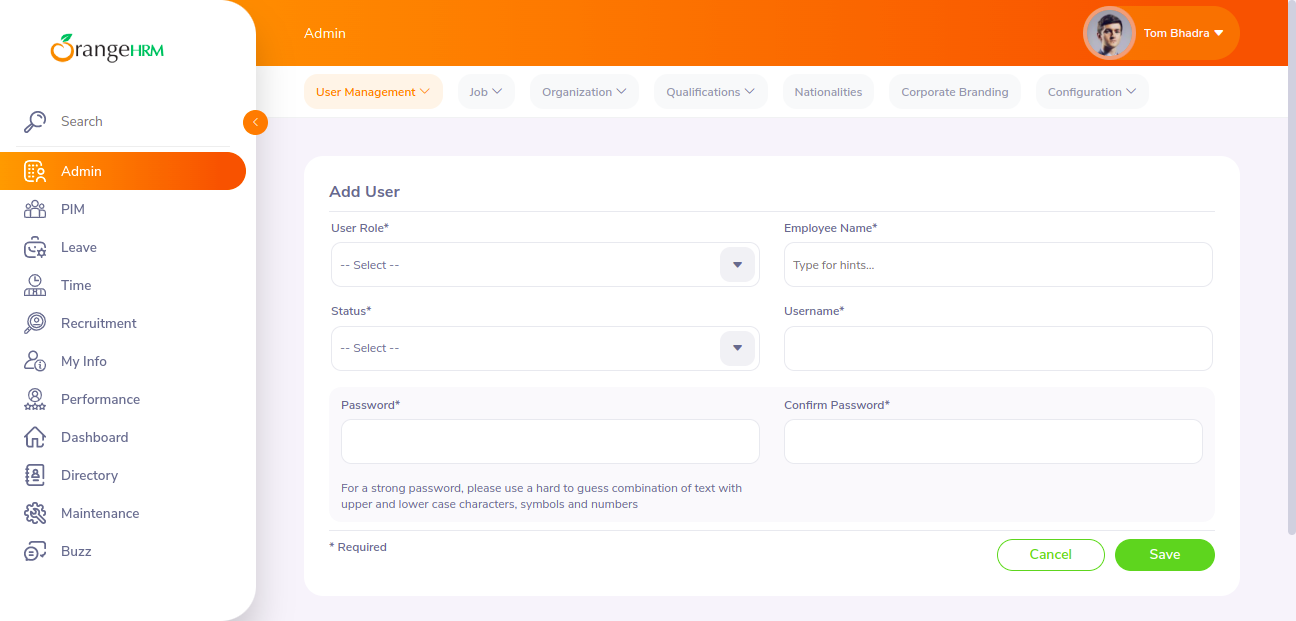 OrangeHRM
Search
Admin
PIM
Leave
Time
Recruitment
My Info
Performance
Dashboard
Directory
Maintenance
Buzz
Admin
Tom Bhadra
User Management
Job
Organization
Qualifications
Nationalities
Corporate Branding
Configuration
Add User
User Role*
-- Select --
Employee Name*
Type for hints...
Status*
-- Select --
Username*
Password*
Confirm Password*
For a strong password, please use a hard to guess combination of text with
upper and lower case characters, symbols and numbers
* Required
Cancel
Save